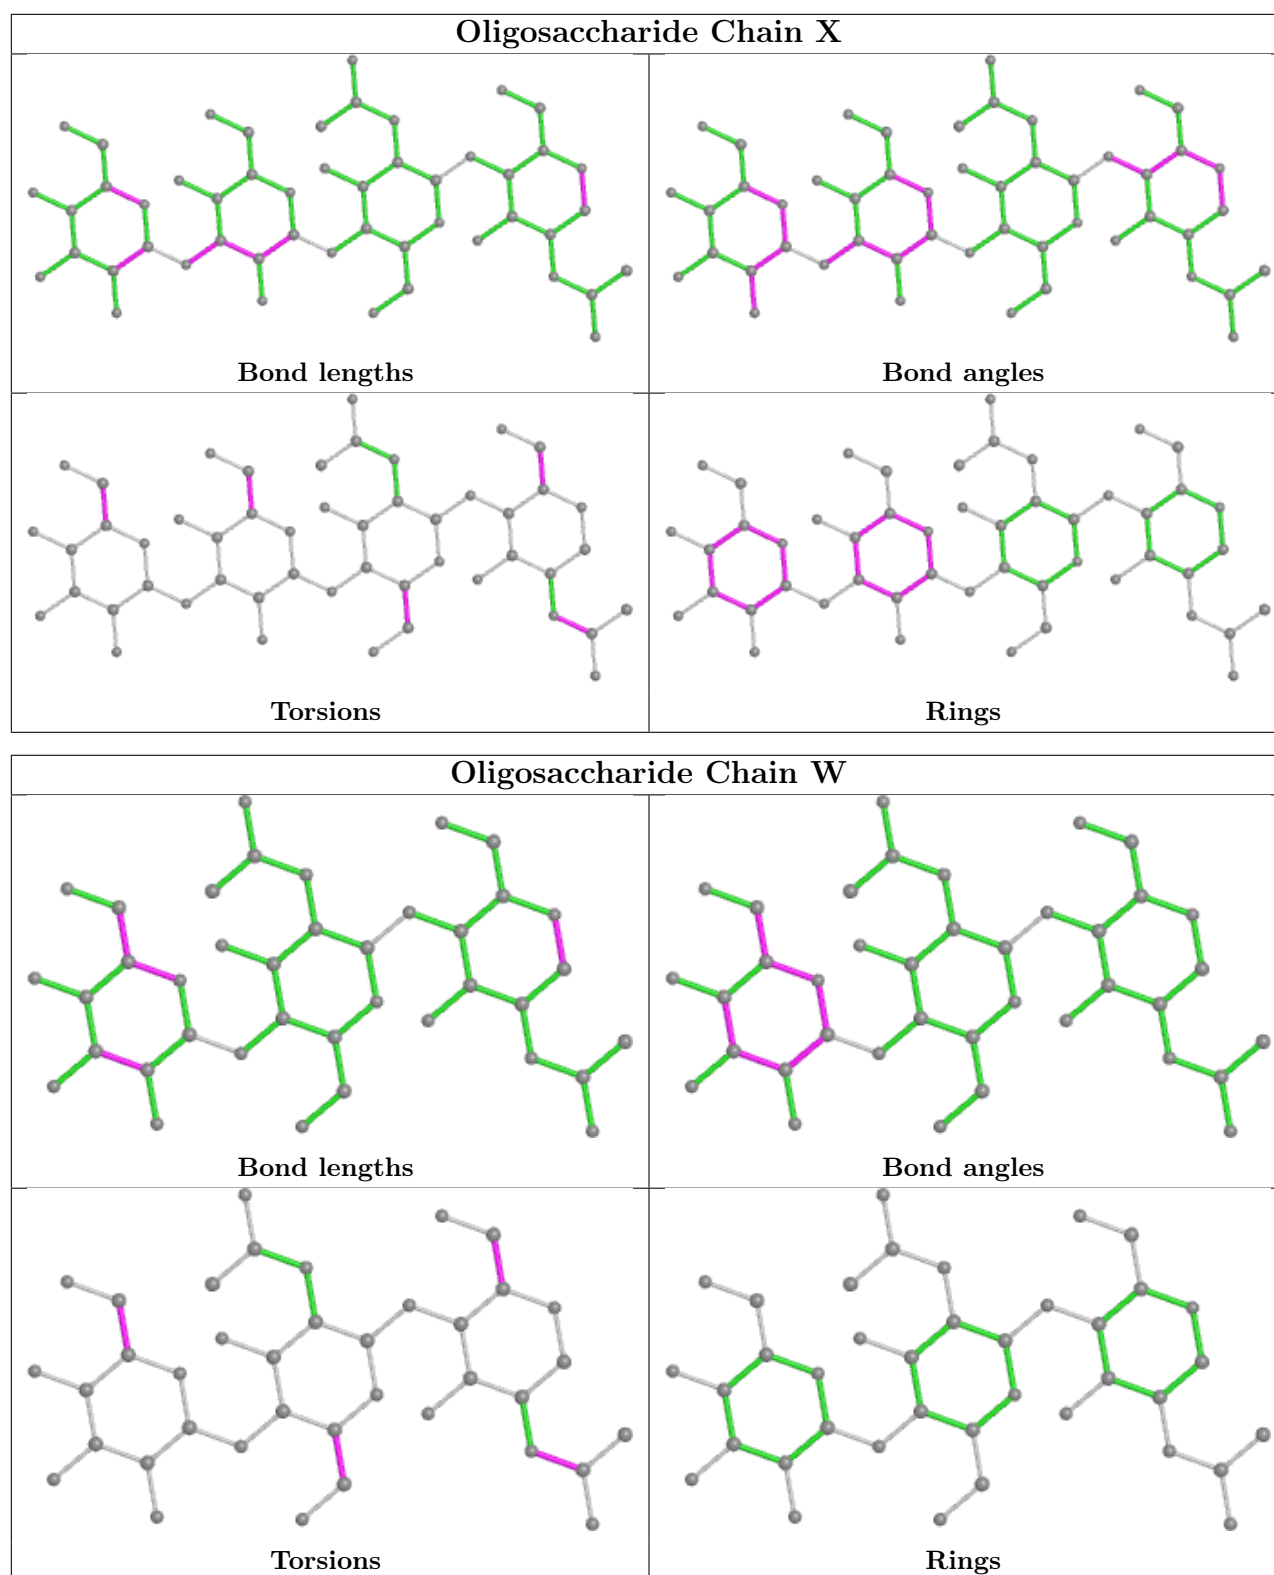 Oligosaccharide Chain X
Bond lengths
Bond angles
Torsions
Rings
Oligosaccharide Chain W
Bond lengths
Bond angles
Torsions
Rings